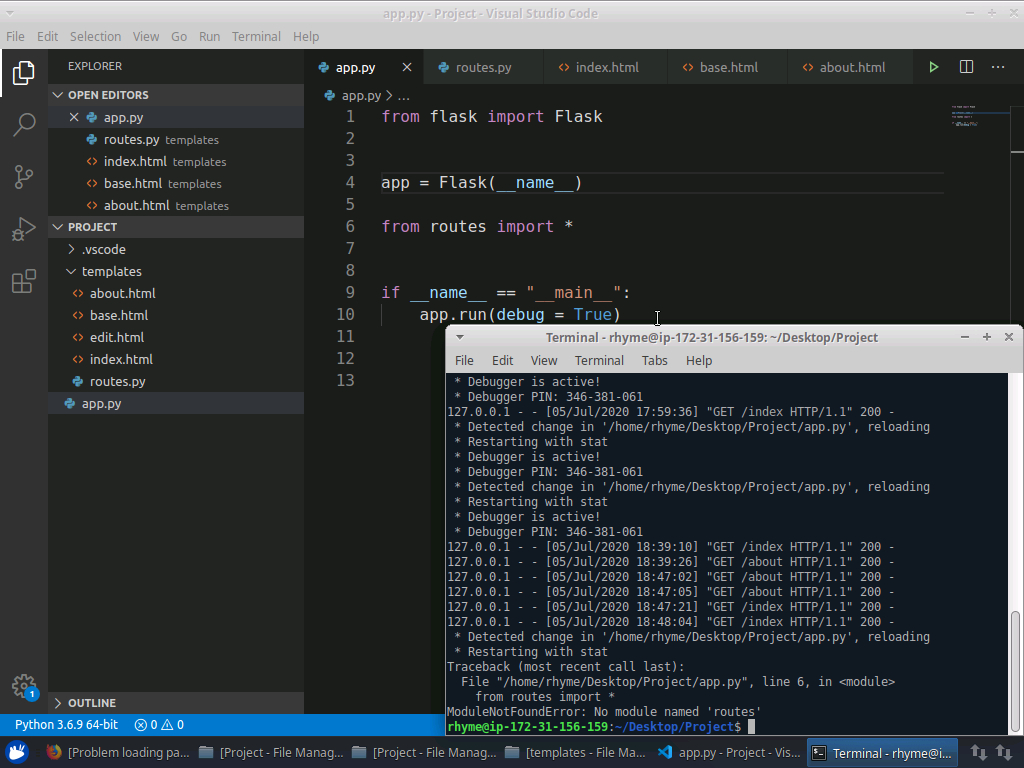 app.py - Project - Visual Studio Code
File Edit Selection View Go Run Terminal Help
EXPLORER
OPEN EDITORS
app.py
routes.py templates
index.html templates
base.html templates
about.html templates
PROJECT
.vscode
templates
about.html
base.html
edit.html
index.html
routes.py
app.py
OUTLINE
app.py routes.py index.html base.html about.html
app.py > ...
1 from flask import Flask
2
3
4 app = Flask(__name__)
5
6 from routes import *
7
8
9 if __name__ == "__main__":
10 app.run(debug = True)
11
12
13
Terminal - rhyme@ip-172-31-156-159: ~/Desktop/Project
File Edit View Terminal Tabs Help
* Debugger is active!
* Debugger PIN: 346-381-061
127.0.0.1 - - [05/Jul/2020 17:59:36] "GET /index HTTP/1.1" 200 -
* Detected change in '/home/rhyme/Desktop/Project/app.py', reloading
* Restarting with stat
* Debugger is active!
* Debugger PIN: 346-381-061
* Detected change in '/home/rhyme/Desktop/Project/app.py', reloading
* Restarting with stat
* Debugger is active!
* Debugger PIN: 346-381-061
127.0.0.1 - - [05/Jul/2020 18:39:10] "GET /index HTTP/1.1" 200 -
127.0.0.1 - - [05/Jul/2020 18:39:26] "GET /about HTTP/1.1" 200 -
127.0.0.1 - - [05/Jul/2020 18:47:02] "GET /about HTTP/1.1" 200 -
127.0.0.1 - - [05/Jul/2020 18:47:05] "GET /about HTTP/1.1" 200 -
127.0.0.1 - - [05/Jul/2020 18:47:21] "GET /index HTTP/1.1" 200 -
127.0.0.1 - - [05/Jul/2020 18:48:04] "GET /index HTTP/1.1" 200 -
* Detected change in '/home/rhyme/Desktop/Project/app.py', reloading
* Restarting with stat
Traceback (most recent call last):
File "/home/rhyme/Desktop/Project/app.py", line 6, in <module>
from routes import *
ModuleNotFoundError: No module named 'routes'
rhyme@ip-172-31-156-159:~/Desktop/Project$
Python 3.6.9 64-bit 0 0
1
[Problem loading pa... [Project - File Manag... [Project - File Manag... [templates - File Ma... app.py - Project - Vis... Terminal - rhyme@i...